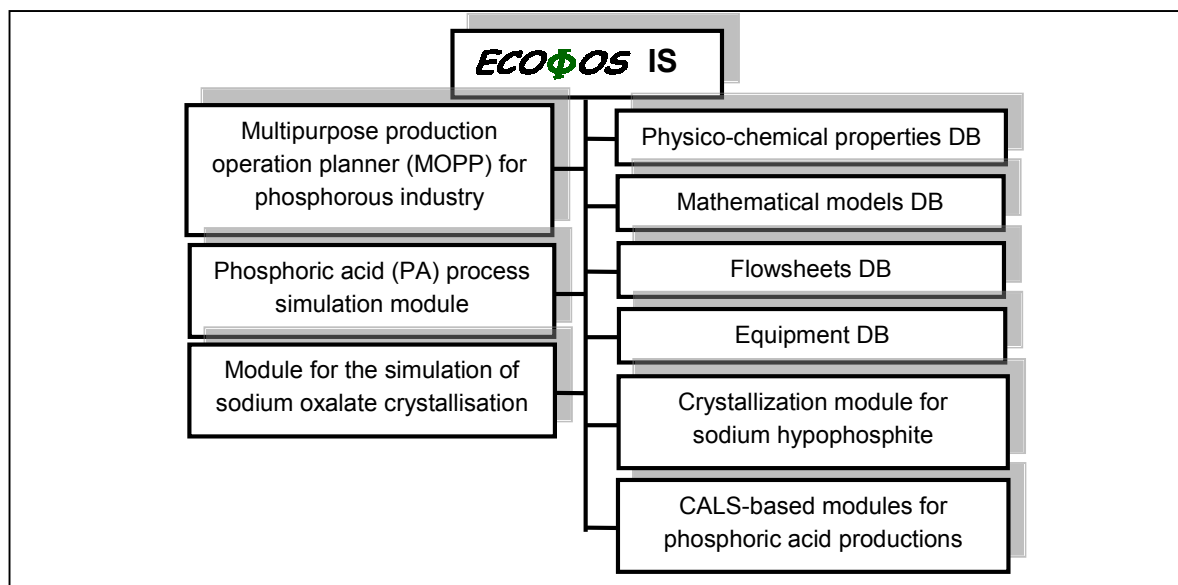 ECOΦOS IS
Multipurpose production
operation planner (MOPP) for
phosphorous industry
Phosphoric acid (PA) process
simulation module
Module for the simulation of
sodium oxalate crystallisation
Physico-chemical properties DB
Mathematical models DB
Flowsheets DB
Equipment DB
Crystallization module for
sodium hypophosphite
CALS-based modules for
phosphoric acid productions